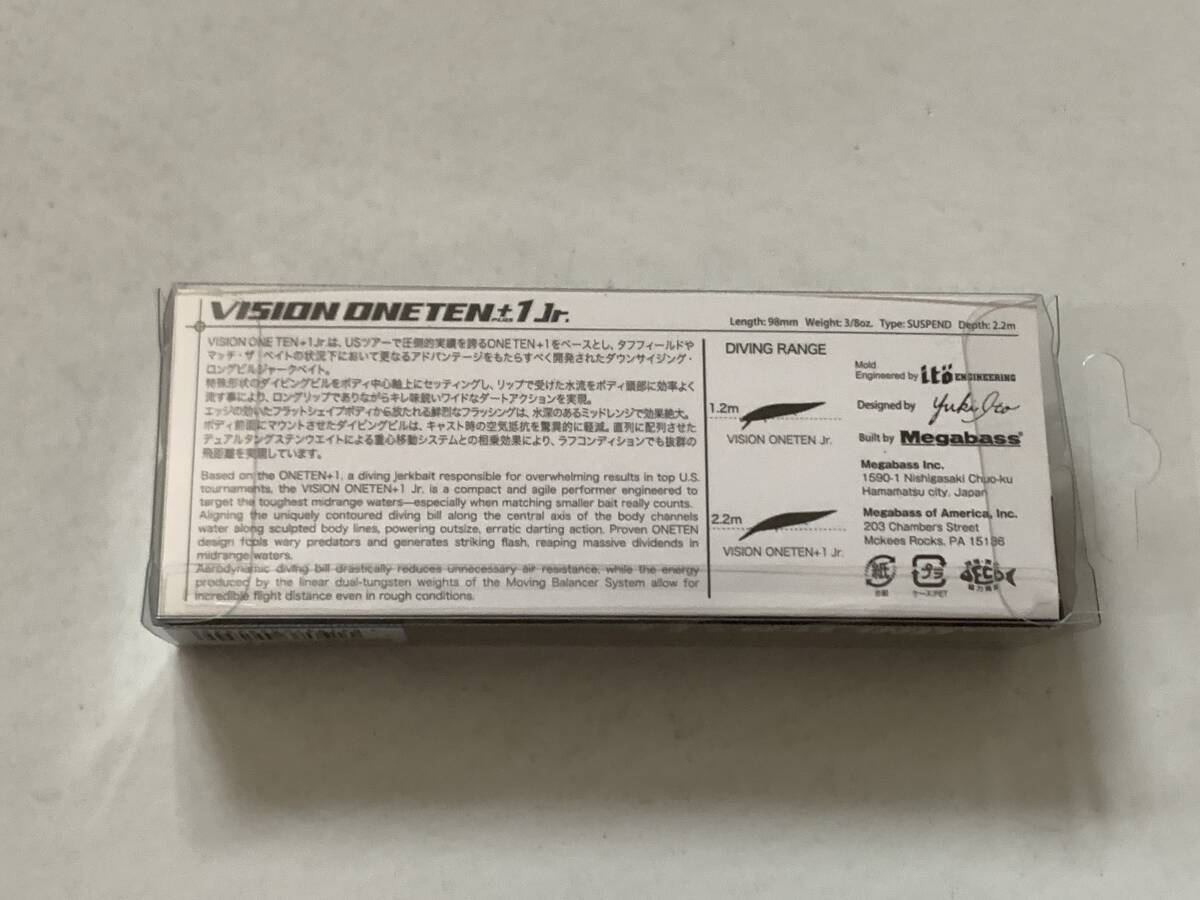 VISION ONETEN+1 Jr.
PLUS
Length: 98mm Weight: 3/8oz. Type: SUSPEND Depth: 2.2m
VISION ONE TEN+1Jr.は、USツアーで圧倒的実績を誇るONETEN+1をベースとし、タフフィールドや
マッチ・ザ・ベイトの状況下において更なるアドバンテージをもたらすべく開発されたダウンサイジング・
ロングビルジャークベイト。
特殊形状のダイビングビルをボディ中心軸上にセッティングし、リップで受けた水流をボディ頭部に効率よく
流す事により、ロングリップでありながらキレ味鋭いワイドなダートアクションを実現。
エッジの効いたフラットシェイプボディから放たれる鮮烈なフラッシングは、水深のあるミッドレンジで効果絶大。
ボディ前面にマウントさせたダイビングビルは、キャスト時の空気抵抗を驚異的に軽減。直列に配列させた
デュアルタングステンウエイトによる重心移動システムとの相乗効果により、ラフコンディションでも抜群の
飛距離を実現しています。
Based on the ONETEN+1, a diving jerkbait responsible for overwhelming results in top U.S.
tournaments, the VISION ONETEN+1 Jr. is a compact and agile performer engineered to
target the toughest midrange waters—especially when matching smaller bait really counts.
Aligning the uniquely contoured diving bill along the central axis of the body channels
water along sculpted body lines, powering outsize, erratic darting action. Proven ONETEN
design fools wary predators and generates striking flash, reaping massive dividends in
midrange waters.
Aerodynamic diving bill drastically reduces unnecessary air resistance, while the energy
produced by the linear dual-tungsten weights of the Moving Balancer System allow for
incredible flight distance even in rough conditions.
DIVING RANGE
1.2m
VISION ONETEN Jr.
2.2m
VISION ONETEN+1 Jr.
Mold
Engineered by itö ENGINEERING
Designed by Yuki Ito
Built by Megabass
Megabass Inc.
1590-1 Nishigasaki Chuo-ku
Hamamatsu city, Japan
Megabass of America, Inc.
203 Chambers Street
Mckees Rocks, PA 15136
紙
台紙
プラ
ケース:PET
ECO